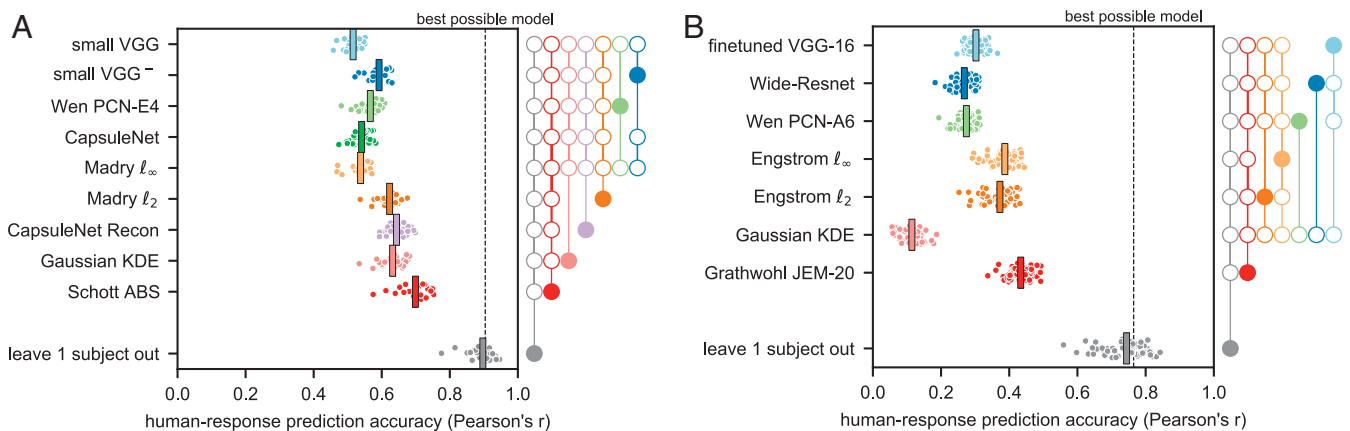 A
best possible model
small VGG
small VGG⁻
Wen PCN-E4
CapsuleNet
Madry ℓ∞
Madry ℓ₂
CapsuleNet Recon
Gaussian KDE
Schott ABS
leave 1 subject out
0.0 0.2 0.4 0.6 0.8 1.0
human-response prediction accuracy (Pearson's r)
B
best possible model
finetuned VGG-16
Wide-Resnet
Wen PCN-A6
Engstrom ℓ∞
Engstrom ℓ₂
Gaussian KDE
Grathwohl JEM-20
leave 1 subject out
0.0 0.2 0.4 0.6 0.8 1.0
human-response prediction accuracy (Pearson's r)